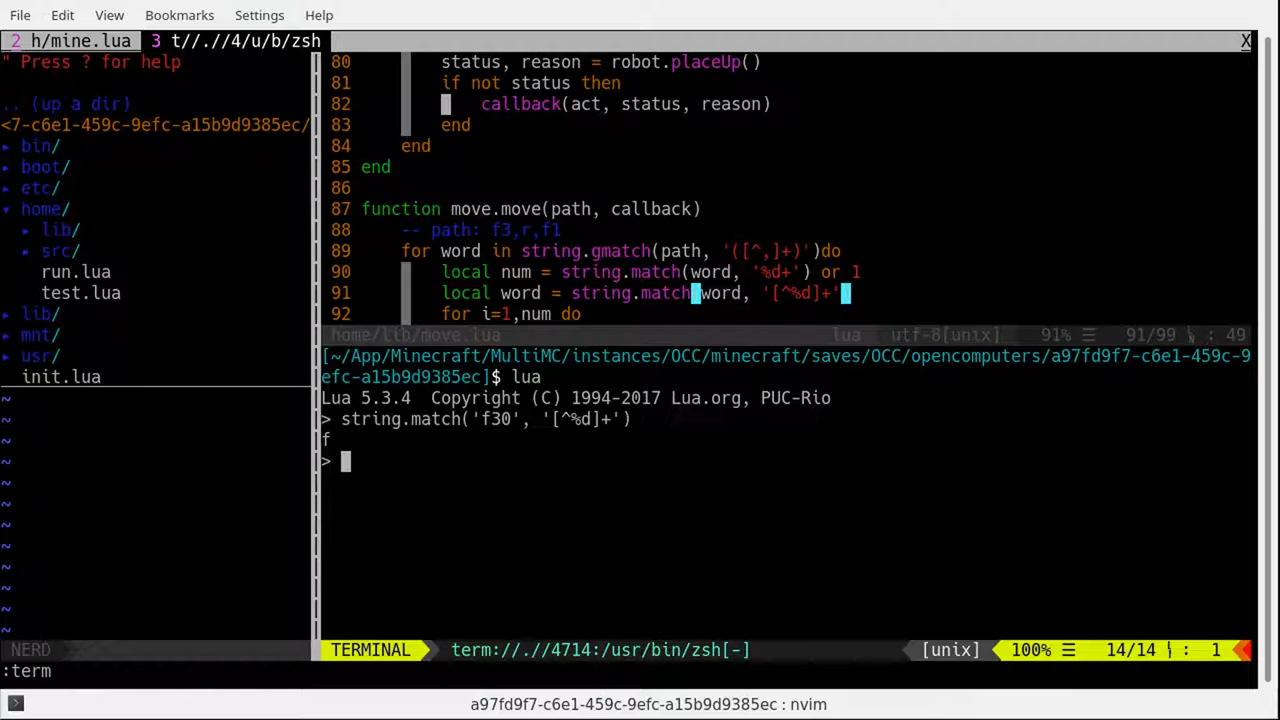 File Edit View Bookmarks Settings Help
2 h/mine.lua 3 t//.//4/u/b/zsh X
" Press ? for help
.. (up a dir)
<7-c6e1-459c-9efc-a15b9d9385ec/
▸ bin/
▸ boot/
▸ etc/
▾ home/
▸ lib/
▸ src/
run.lua
test.lua
▸ lib/
▸ mnt/
▸ usr/
init.lua
~
~
~
~
~
~
~
~
~
~
~
~
NERD
80 status, reason = robot.placeUp()
81 if not status then
82 callback(act, status, reason)
83 end
84 end
85 end
86
87 function move.move(path, callback)
88 -- path: f3,r,f1
89 for word in string.gmatch(path, '([^,]+)')do
90 local num = string.match(word, '%d+') or 1
91 local word = string.match(word, '[^%d]+')
92 for i=1,num do
home/lib/move.lua lua utf-8[unix] 91% ☰ 91/99 : 49
[~/App/Minecraft/MultiMC/instances/OCC/minecraft/saves/OCC/opencomputers/a97fd9f7-c6e1-459c-9
efc-a15b9d9385ec]$ lua
Lua 5.3.4 Copyright (C) 1994-2017 Lua.org, PUC-Rio
> string.match('f30', '[^%d]+')
f
>
TERMINAL term://.//4714:/usr/bin/zsh[-] [unix] 100% ☰ 14/14 : 1
:term
a97fd9f7-c6e1-459c-9efc-a15b9d9385ec : nvim